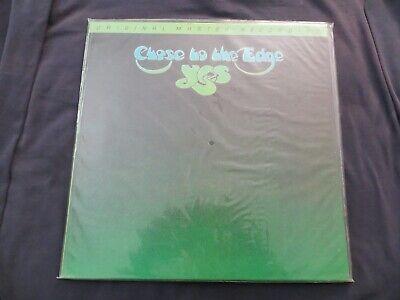 ORIGINAL MASTER RECORDING
Close to the Edge
yes